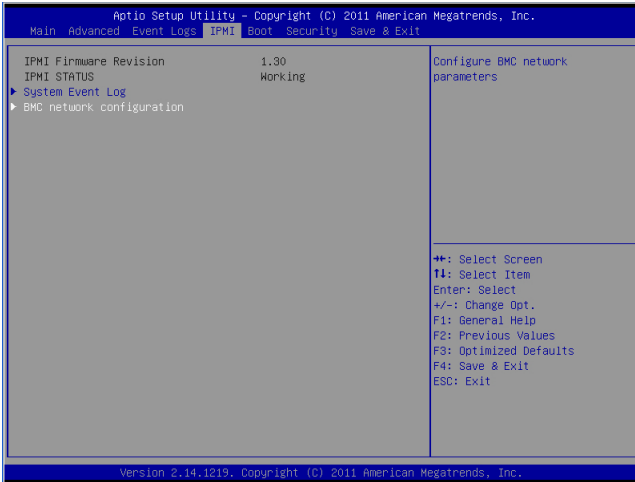 Aptio Setup Utility – Copyright (C) 2011 American Megatrends, Inc.
Main Advanced Event Logs IPMI Boot Security Save & Exit
IPMI Firmware Revision 1.30
IPMI STATUS Working
▶ System Event Log
▶ BMC network configuration
Configure BMC network
parameters
→←: Select Screen
↑↓: Select Item
Enter: Select
+/-: Change Opt.
F1: General Help
F2: Previous Values
F3: Optimized Defaults
F4: Save & Exit
ESC: Exit
Version 2.14.1219. Copyright (C) 2011 American Megatrends, Inc.